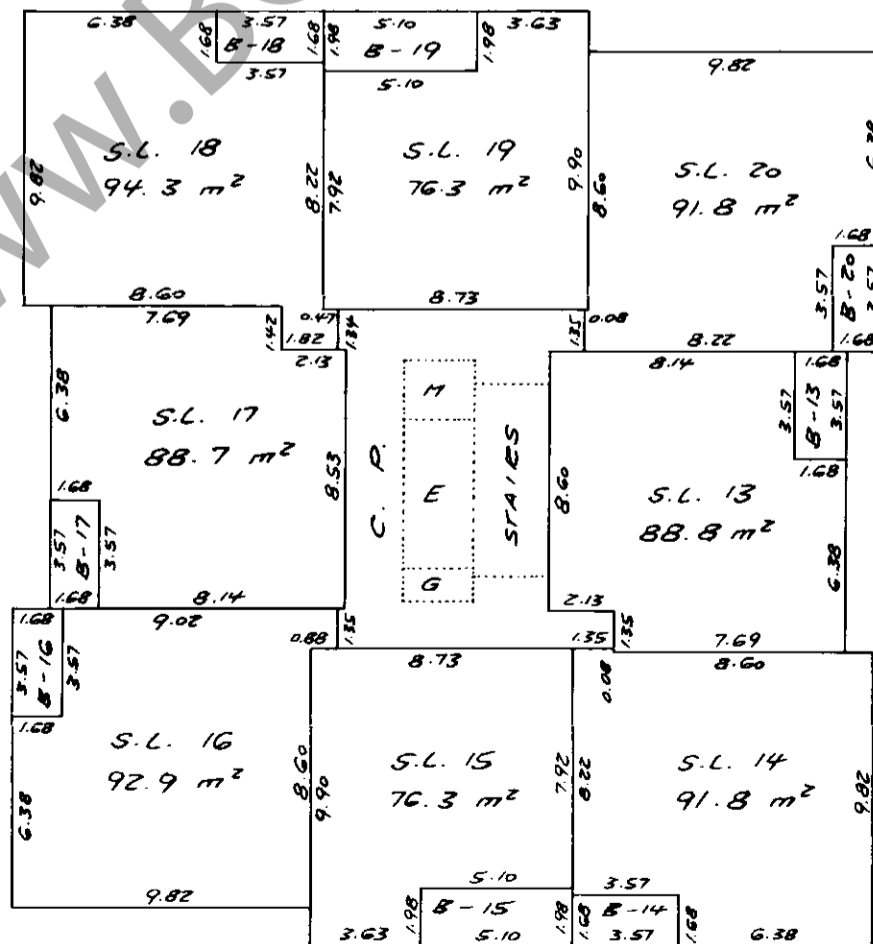 6.38 3.57 5.10 3.63
1.68 B-18 1.68 1.98 B-19 1.98
3.57 5.10
9.82
S.L. 18
94.3 m²
9.82
8.22
7.92
S.L. 19
76.3 m²
9.90
8.60
S.L. 20
91.8 m²
6.38
1.68
3.57 B-20 3.57
1.68
8.60
7.69
1.42
0.47
1.82
1.34
2.13
8.73
1.35
0.08
8.22
8.14
1.68
3.57 B-13 3.57
1.68
6.38
S.L. 17
88.7 m²
8.53
1.68
3.57 B-17 3.57
1.68
8.14
C. P.
M
E
G
STAIRS
8.60
S.L. 13
88.8 m²
6.38
2.13
1.35
7.69
1.68
9.02
0.88
1.35
3.57 B-16 3.57
1.68
8.73
1.35
0.08
8.60
S.L. 16
92.9 m²
6.38
8.60
9.90
9.82
S.L. 15
76.3 m²
7.92
8.22
S.L. 14
91.8 m²
9.82
5.10 3.57
1.98 B-15 1.98 1.68 B-14 1.68
3.63 5.10 3.57 6.38